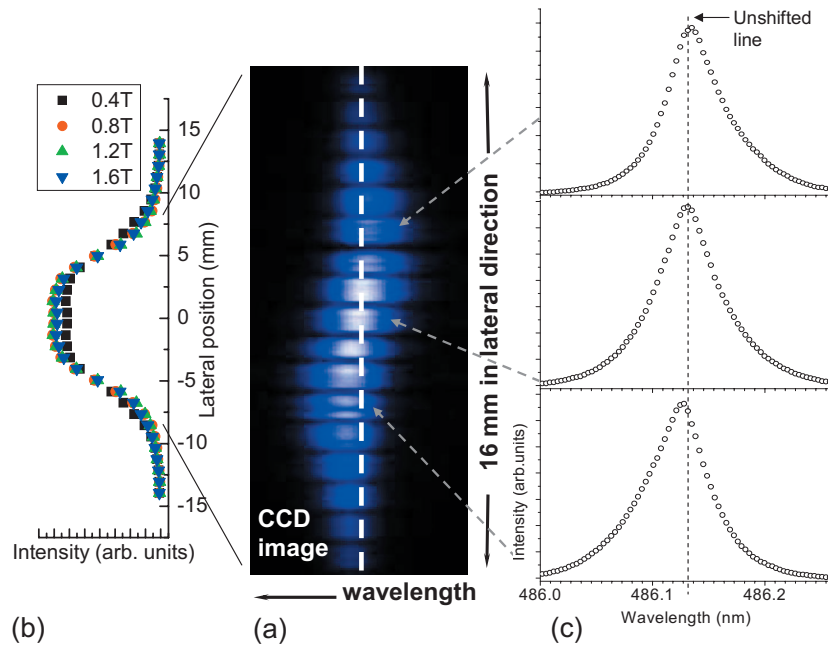 0.4T
0.8T
1.2T
1.6T
15
10
5
0
-5
-10
-15
Lateral position (mm)
Intensity (arb. units)
(b)
CCD
image
wavelength
(a)
16 mm in lateral direction
Unshifted
line
Intensity (arb.units)
486.0
486.1
486.2
Wavelength (nm)
(c)